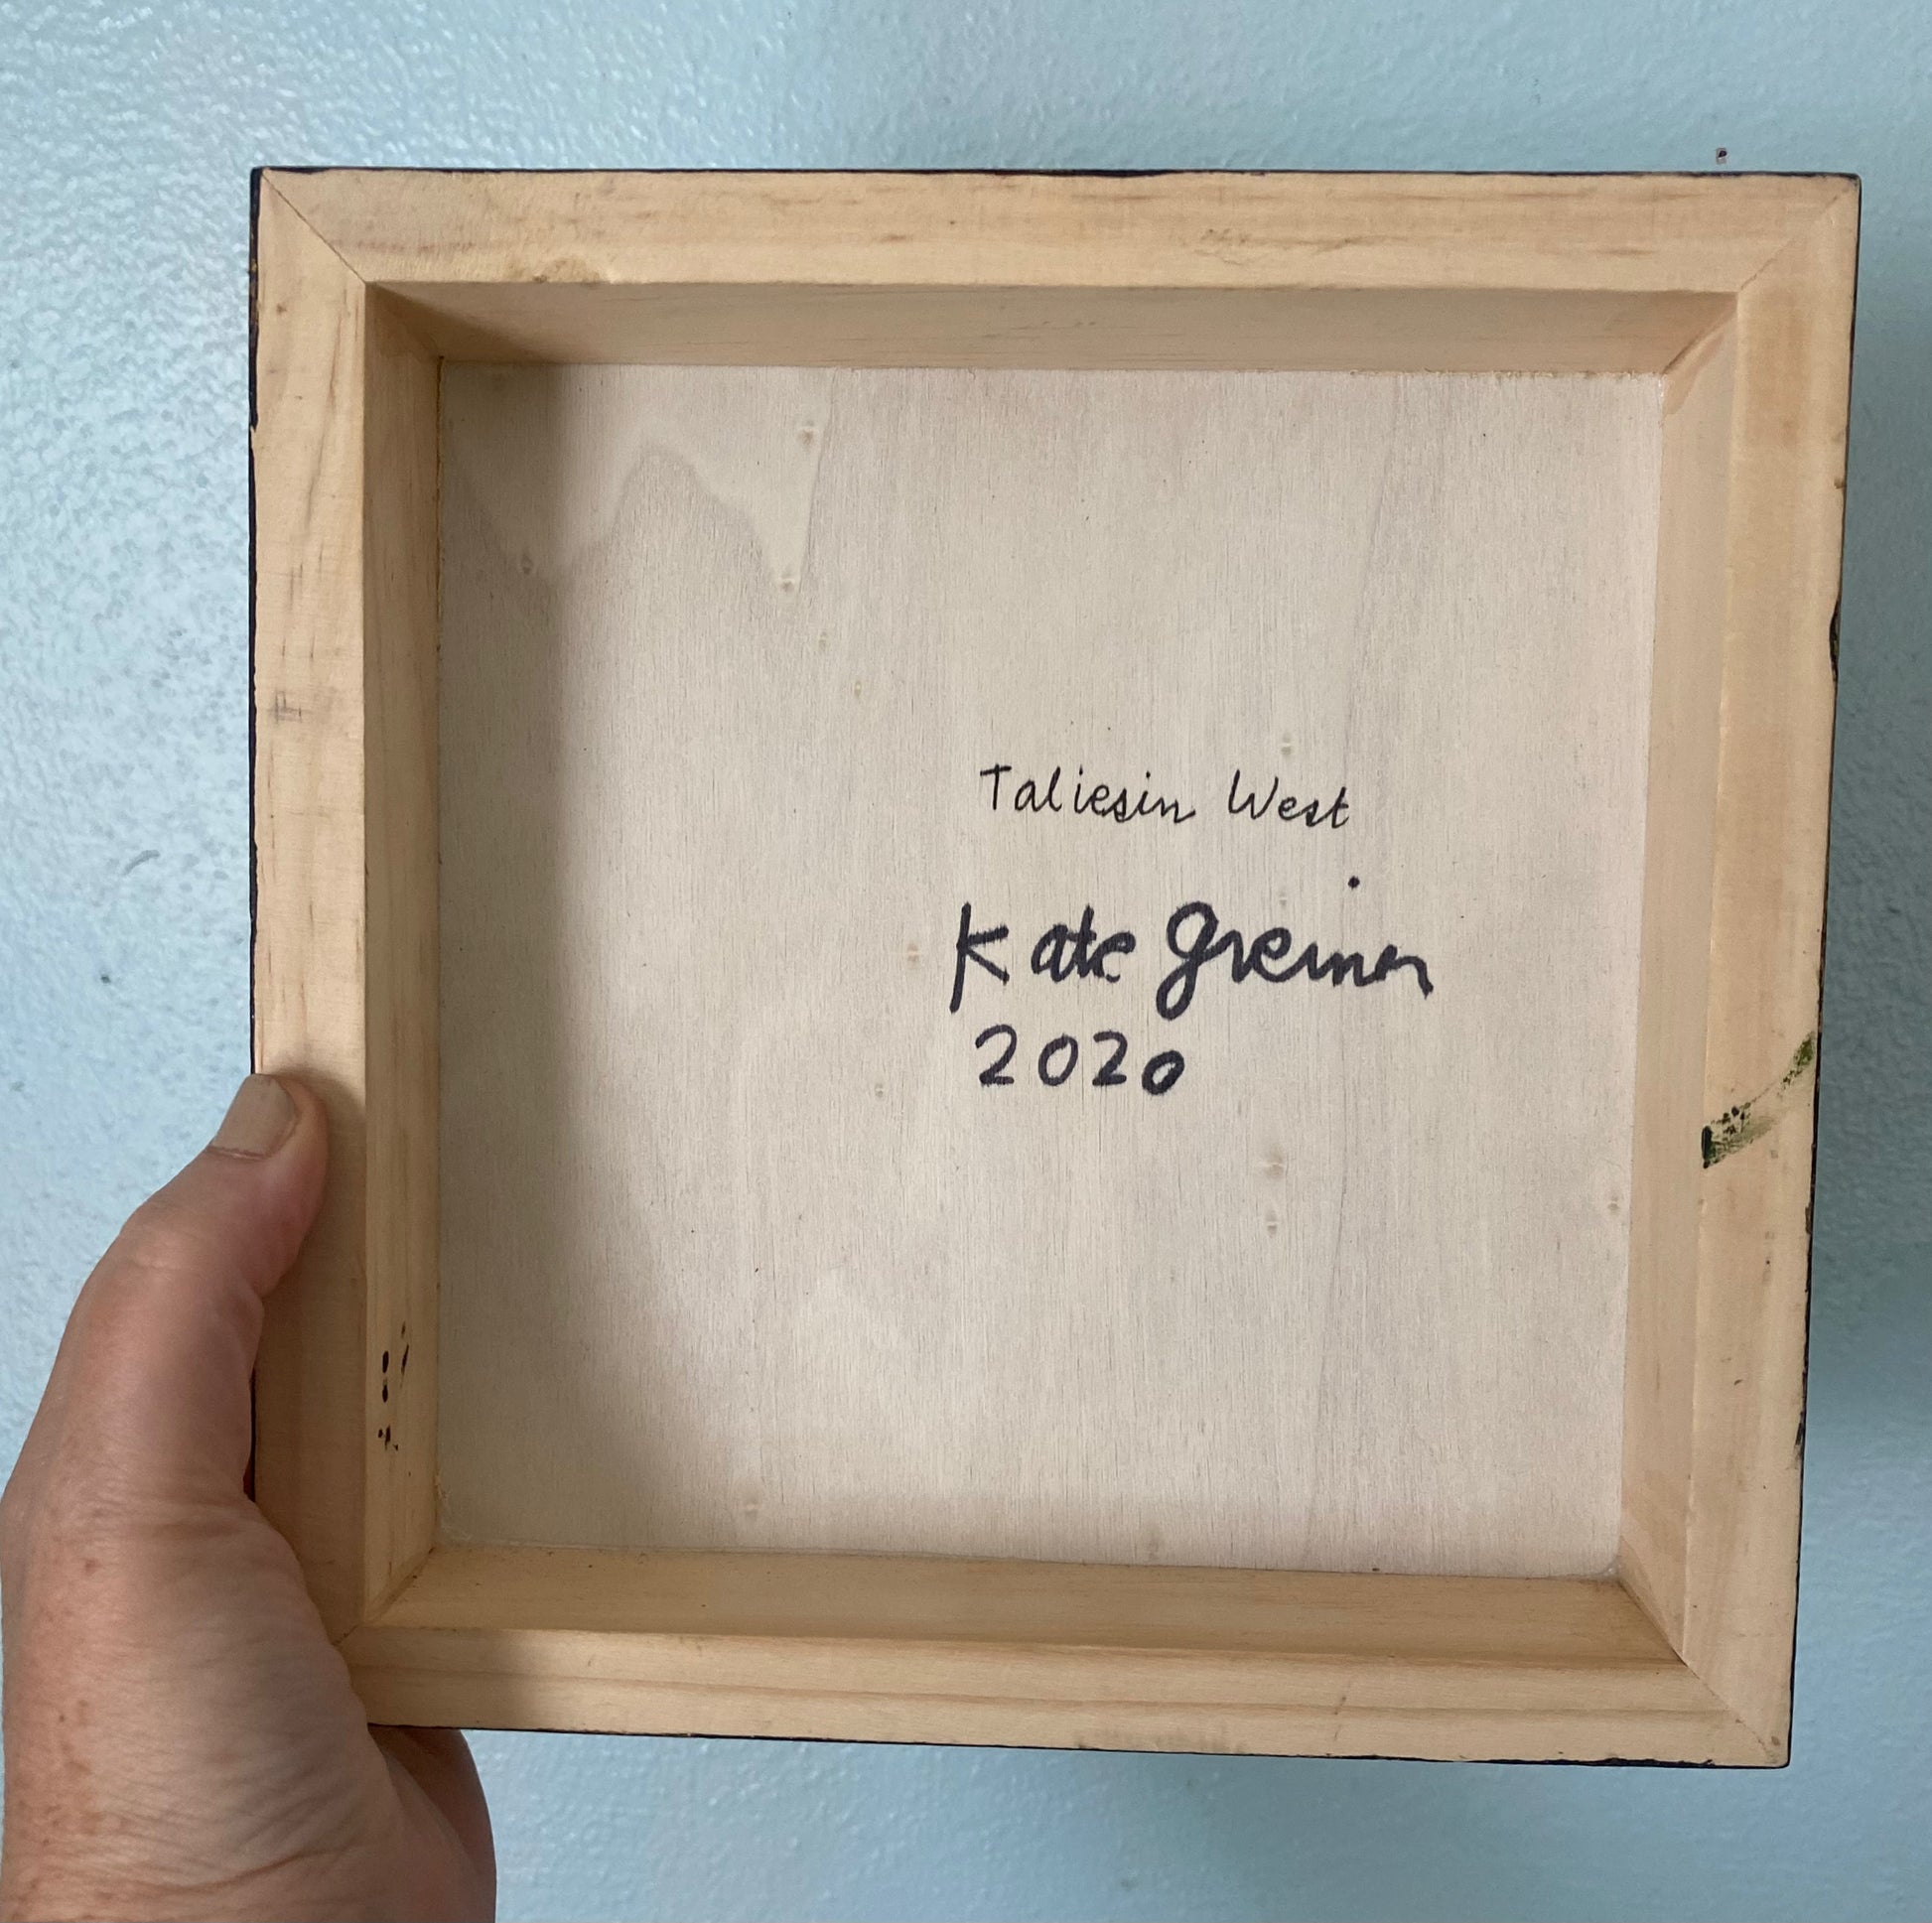 Taliesin West
Kate Greiner
2020